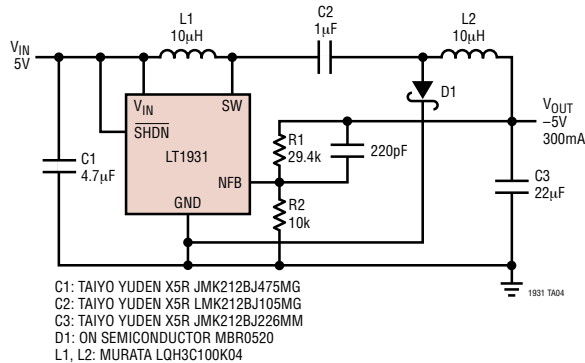 L1
10µH
C2
1µF
L2
10µH
VIN
5V
D1
VIN
SW
SHDN
LT1931
NFB
GND
C1
4.7µF
R1
29.4k
220pF
R2
10k
VOUT
–5V
300mA
C3
22µF
1931 TA04
C1: TAIYO YUDEN X5R JMK212BJ475MG
C2: TAIYO YUDEN X5R LMK212BJ105MG
C3: TAIYO YUDEN X5R JMK212BJ226MM
D1: ON SEMICONDUCTOR MBR0520
L1, L2: MURATA LQH3C100K04